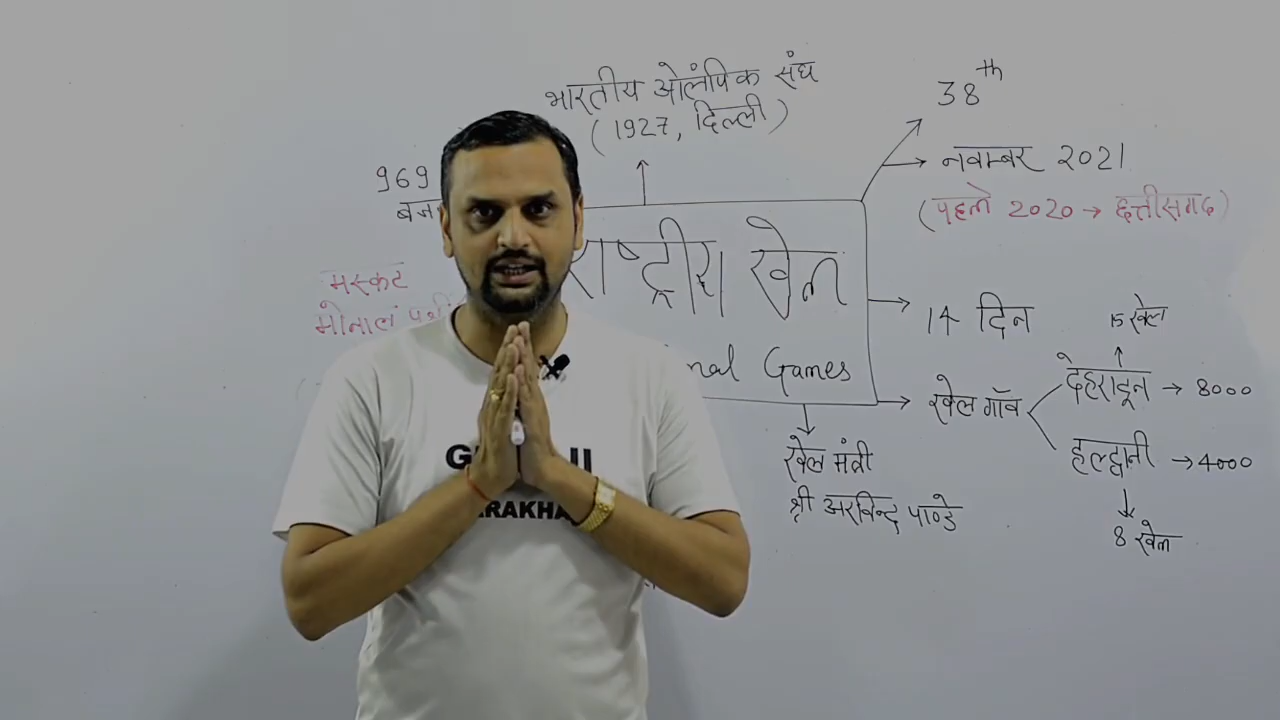 भारतीय ओलंपिक संघ
(1927, दिल्ली)
38th
नवम्बर 2021
(पहले 2020 → छत्तीसगढ़)
969
मस्कट
मोनाल
राष्ट्रीय खेल
Games
14 दिन
15 खेल
खेल गाँव
देहरादून → 8000
हल्द्वानी → 4000
8 खेल
खेल मंत्री
श्री अरविन्द पाण्डे